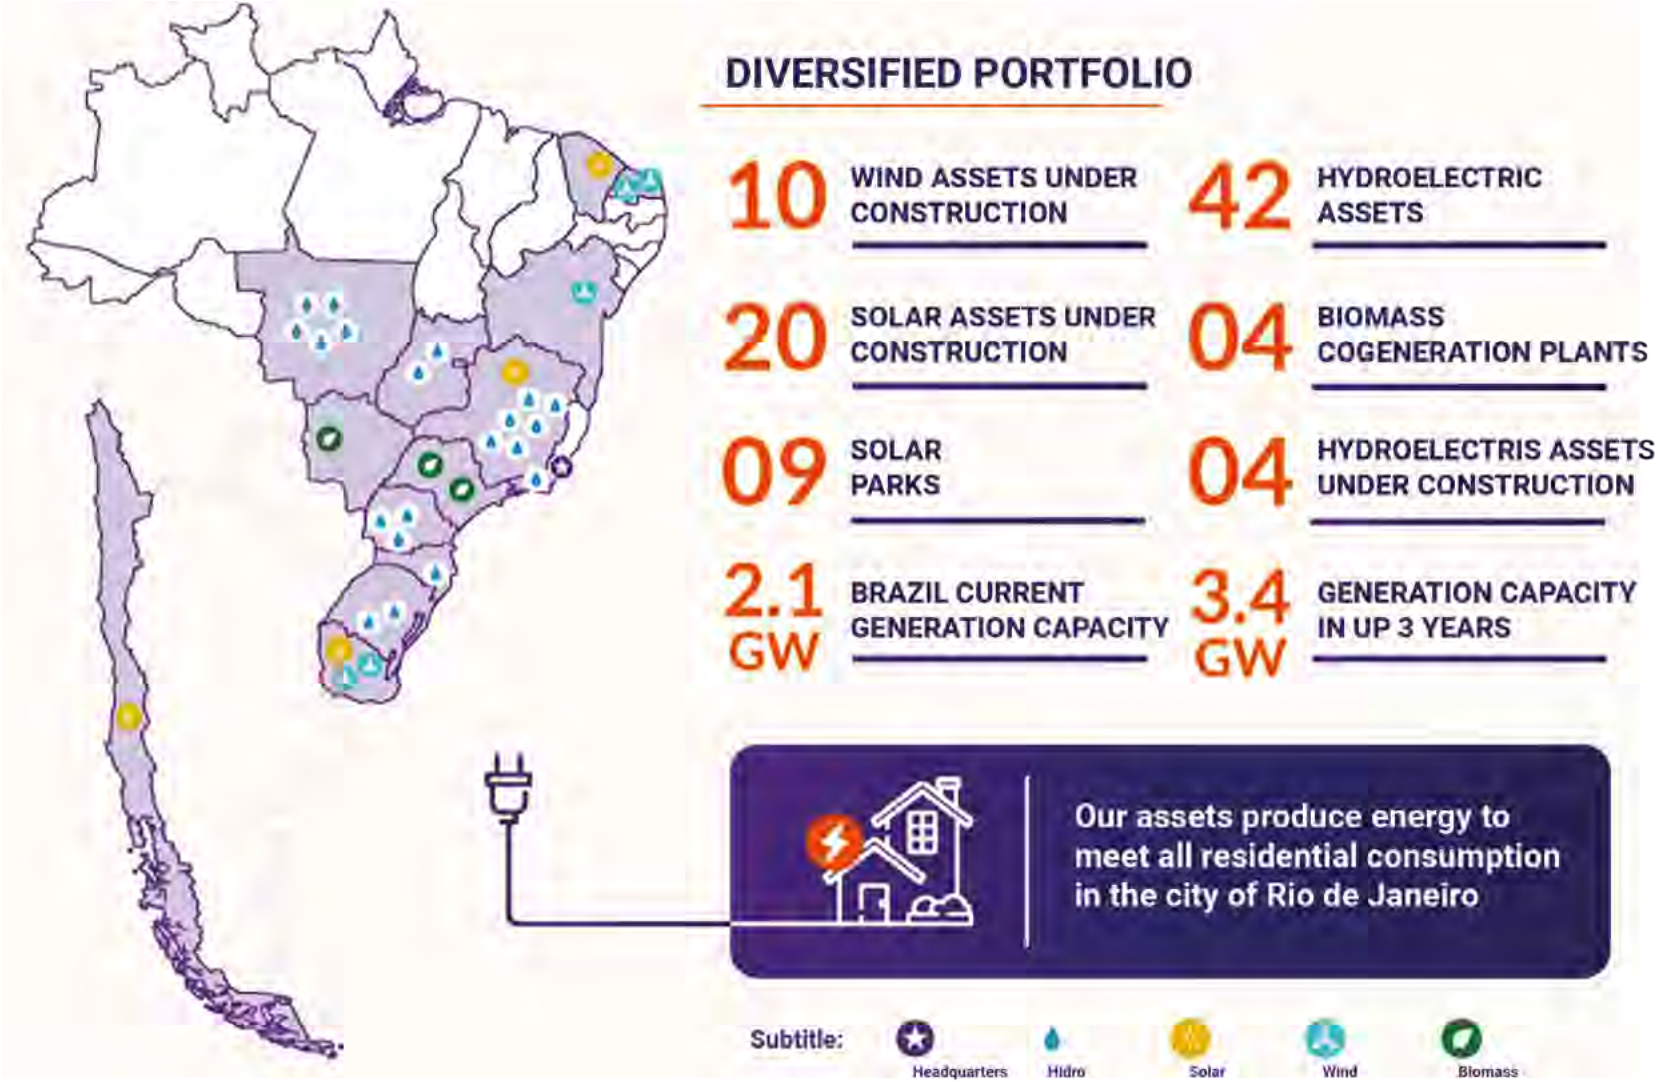 DIVERSIFIED PORTFOLIO
10
WIND ASSETS UNDER
CONSTRUCTION
42
HYDROELECTRIC
ASSETS
20
SOLAR ASSETS UNDER
CONSTRUCTION
04
BIOMASS
COGENERATION PLANTS
09
SOLAR
PARKS
04
HYDROELECTRIS ASSETS
UNDER CONSTRUCTION
2.1
GW
BRAZIL CURRENT
GENERATION CAPACITY
3.4
GW
GENERATION CAPACITY
IN UP 3 YEARS
Our assets produce energy to
meet all residential consumption
in the city of Rio de Janeiro
Subtitle:
Headquarters
Hidro
Solar
Wind
Biomass